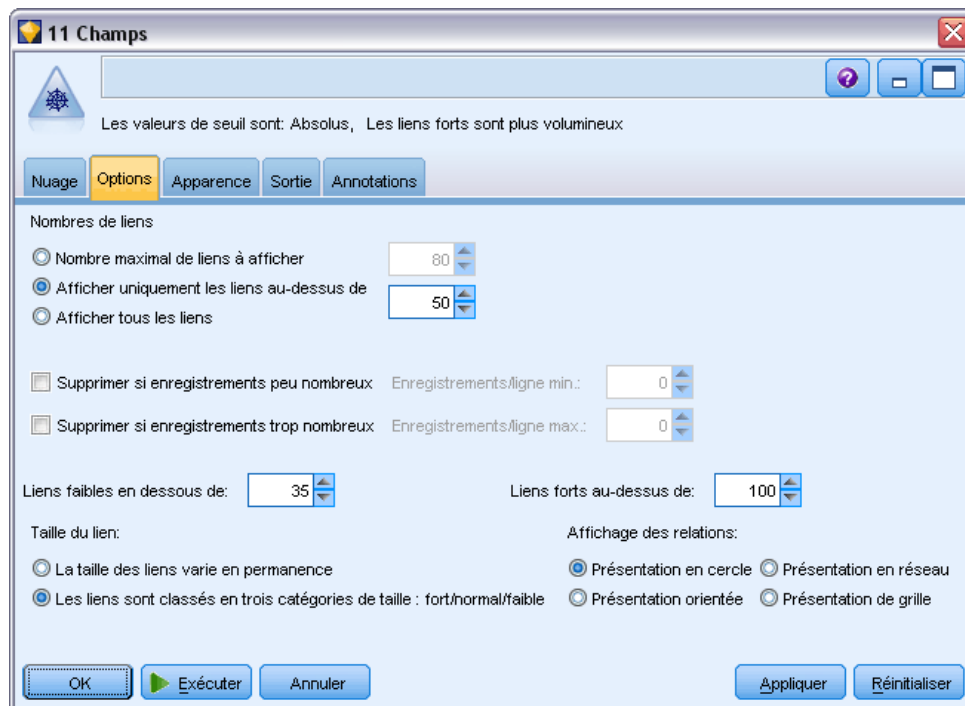 11 Champs
Les valeurs de seuil sont: Absolus, Les liens forts sont plus volumineux
Nuage Options Apparence Sortie Annotations
Nombres de liens
Nombre maximal de liens à afficher 80
Afficher uniquement les liens au-dessus de 50
Afficher tous les liens
Supprimer si enregistrements peu nombreux Enregistrements/ligne min.: 0
Supprimer si enregistrements trop nombreux Enregistrements/ligne max.: 0
Liens faibles en dessous de: 35 Liens forts au-dessus de: 100
Taille du lien: Affichage des relations:
La taille des liens varie en permanence Présentation en cercle Présentation en réseau
Les liens sont classés en trois catégories de taille : fort/normal/faible Présentation orientée Présentation de grille
OK Exécuter Annuler Appliquer Réinitialiser